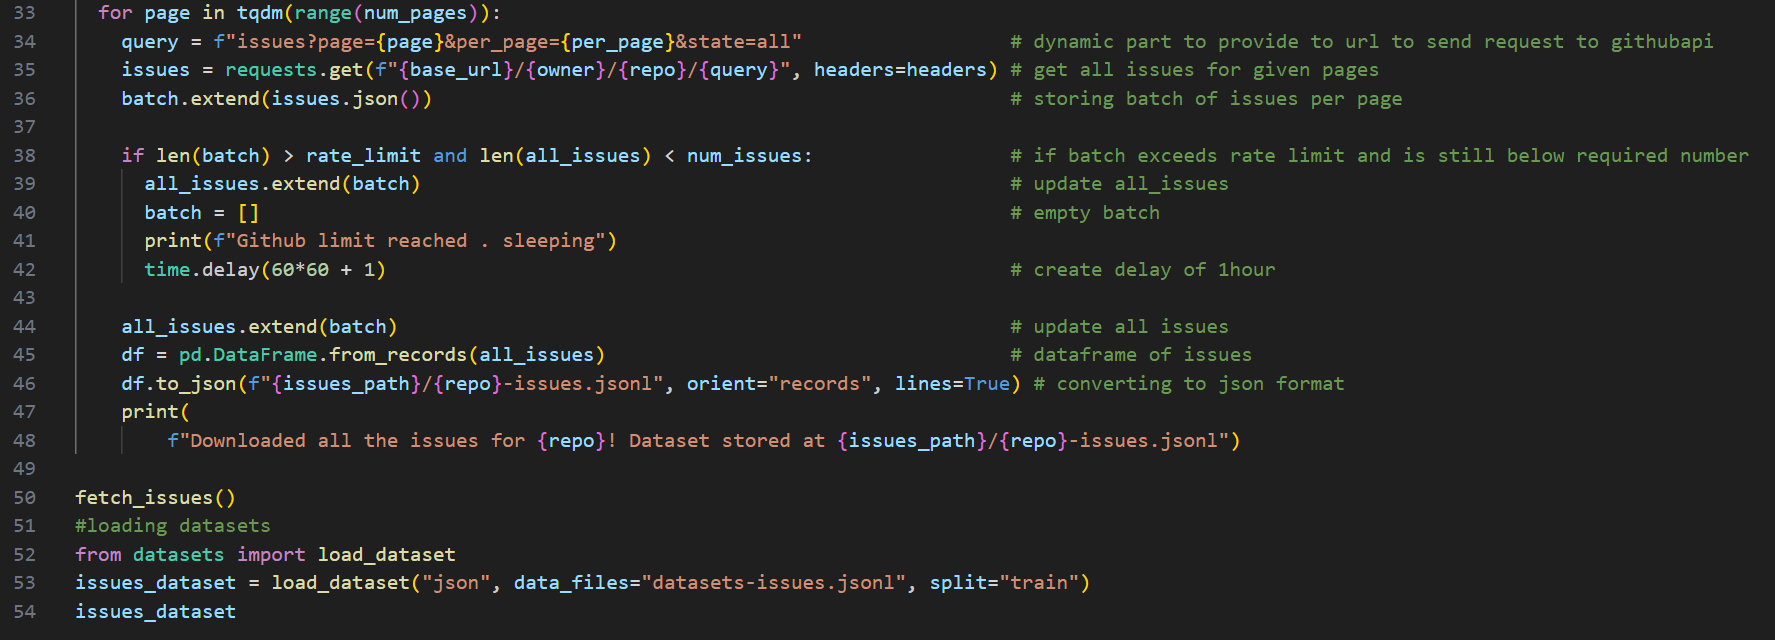 33 for page in tqdm(range(num_pages)):
34 query = f"issues?page={page}&per_page={per_page}&state=all" # dynamic part to provide to url to send request to githubapi
35 issues = requests.get(f"{base_url}/{owner}/{repo}/{query}", headers=headers) # get all issues for given pages
36 batch.extend(issues.json()) # storing batch of issues per page
37
38 if len(batch) > rate_limit and len(all_issues) < num_issues: # if batch exceeds rate limit and is still below required number
39 all_issues.extend(batch) # update all_issues
40 batch = [] # empty batch
41 print(f"Github limit reached . sleeping")
42 time.delay(60*60 + 1) # create delay of 1hour
43
44 all_issues.extend(batch) # update all issues
45 df = pd.DataFrame.from_records(all_issues) # dataframe of issues
46 df.to_json(f"{issues_path}/{repo}-issues.jsonl", orient="records", lines=True) # converting to json format
47 print(
48 f"Downloaded all the issues for {repo}! Dataset stored at {issues_path}/{repo}-issues.jsonl")
49
50 fetch_issues()
51 #loading datasets
52 from datasets import load_dataset
53 issues_dataset = load_dataset("json", data_files="datasets-issues.jsonl", split="train")
54 issues_dataset